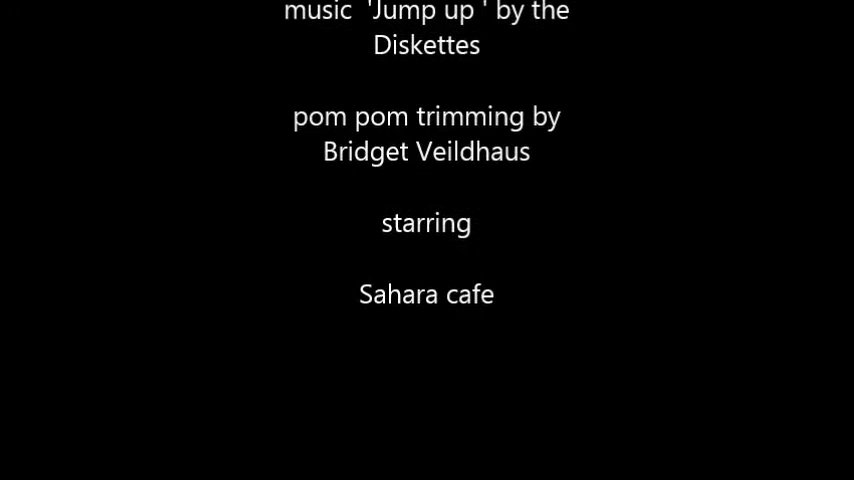 music  'Jump up ' by the
Diskettes
pom pom trimming by
Bridget Veildhaus
starring
Sahara cafe